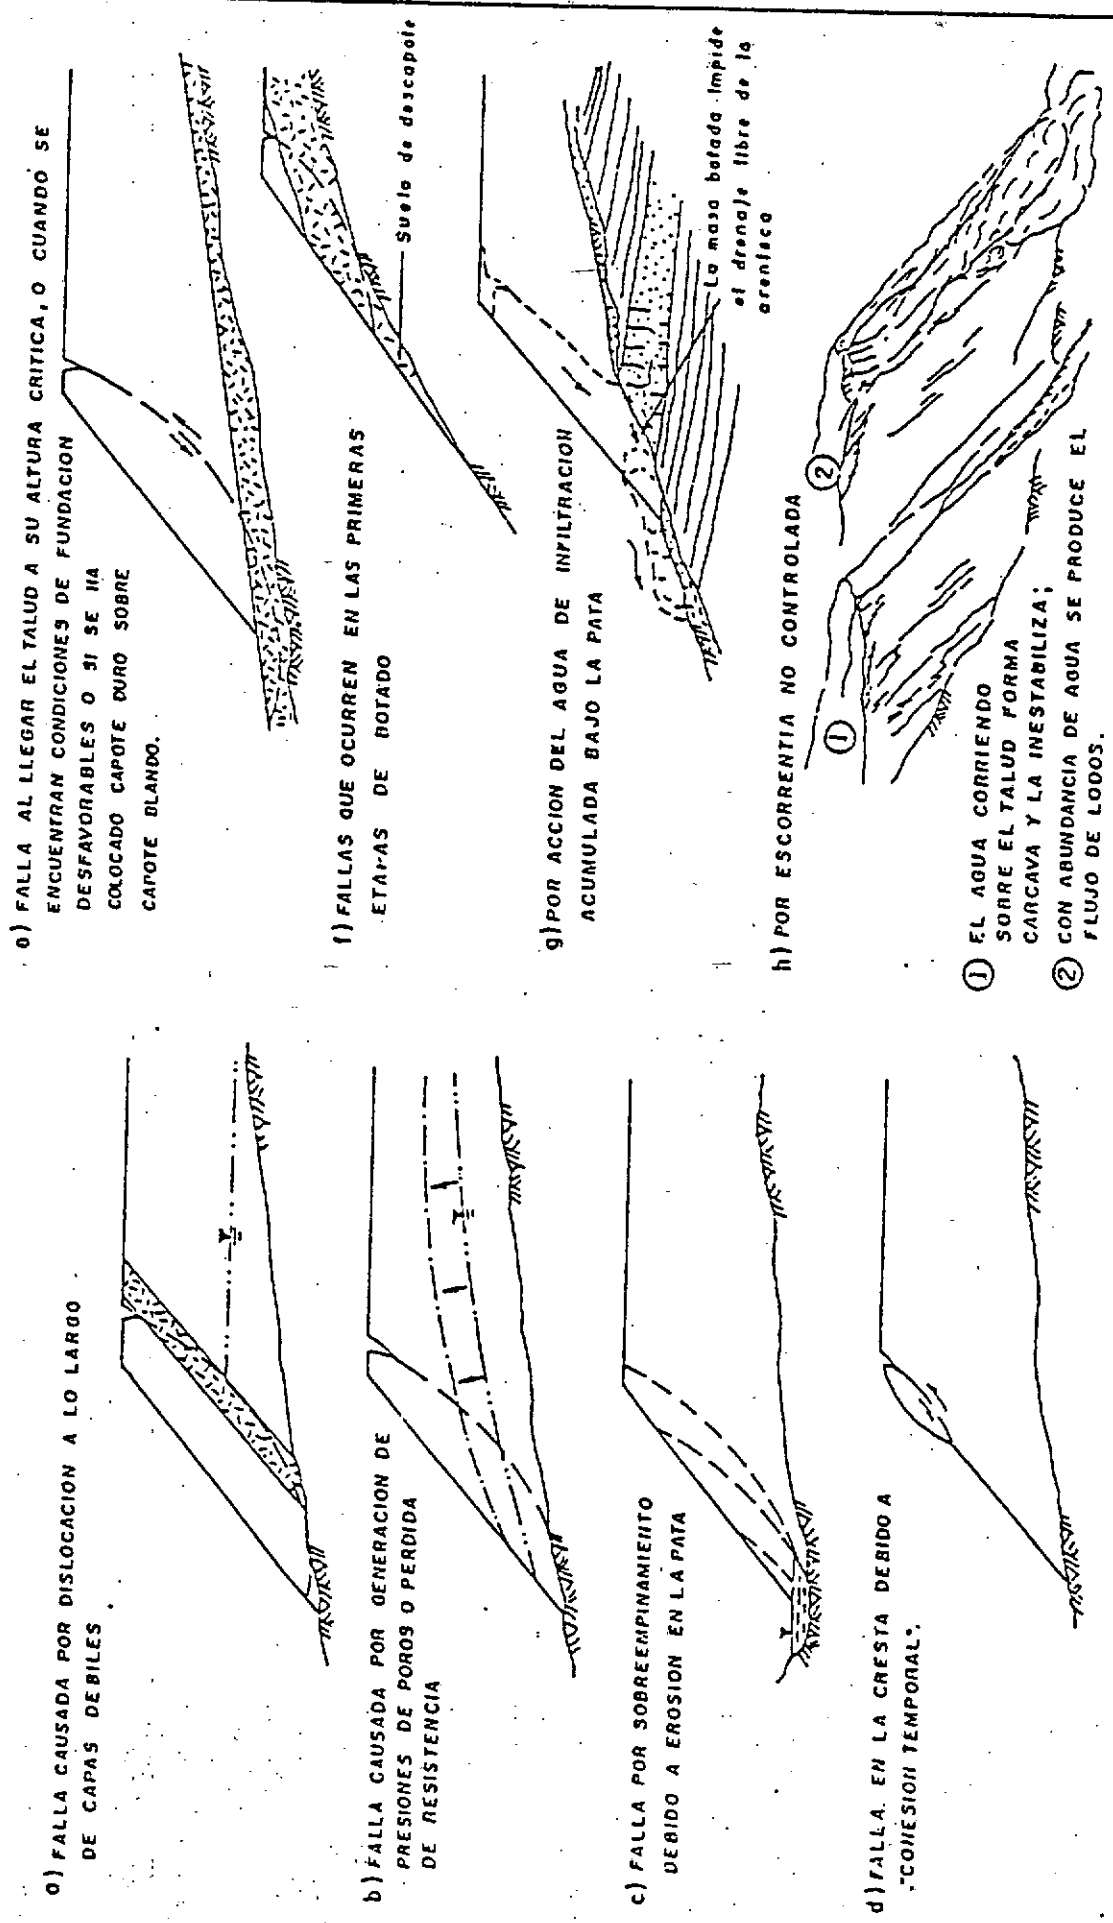 a) FALLA CAUSADA POR DISLOCACION A LO LARGO
DE CAPAS DEBILES
b) FALLA CAUSADA POR GENERACION DE
PRESIONES DE POROS O PERDIDA
DE RESISTENCIA
c) FALLA POR SOBREEMPINAMIENTO
DEBIDO A EROSION EN LA PATA
d) FALLA. EN LA CRESTA DEBIDO A
"COHESION TEMPORAL".
e) FALLA AL LLEGAR EL TALUD A SU ALTURA CRITICA, O CUANDO SE
ENCUENTRAN CONDICIONES DE FUNDACION
DESFAVORABLES O SI SE HA
COLOCADO CAPOTE DURO SOBRE
CAPOTE BLANDO.
f) FALLAS QUE OCURREN EN LAS PRIMERAS
ETAPAS DE BOTADO
Suelo de descapote
g) POR ACCION DEL AGUA DE INFILTRACION
ACUMULADA BAJO LA PATA
La masa botada impide
el drenaje libre de la
arenisca
h) POR ESCORRENTIA NO CONTROLADA
1
2
1 EL AGUA CORRIENDO
SOBRE EL TALUD FORMA
CARCAVA Y LA INESTABILIZA;
2 CON ABUNDANCIA DE AGUA SE PRODUCE EL
FLUJO DE LODOS.